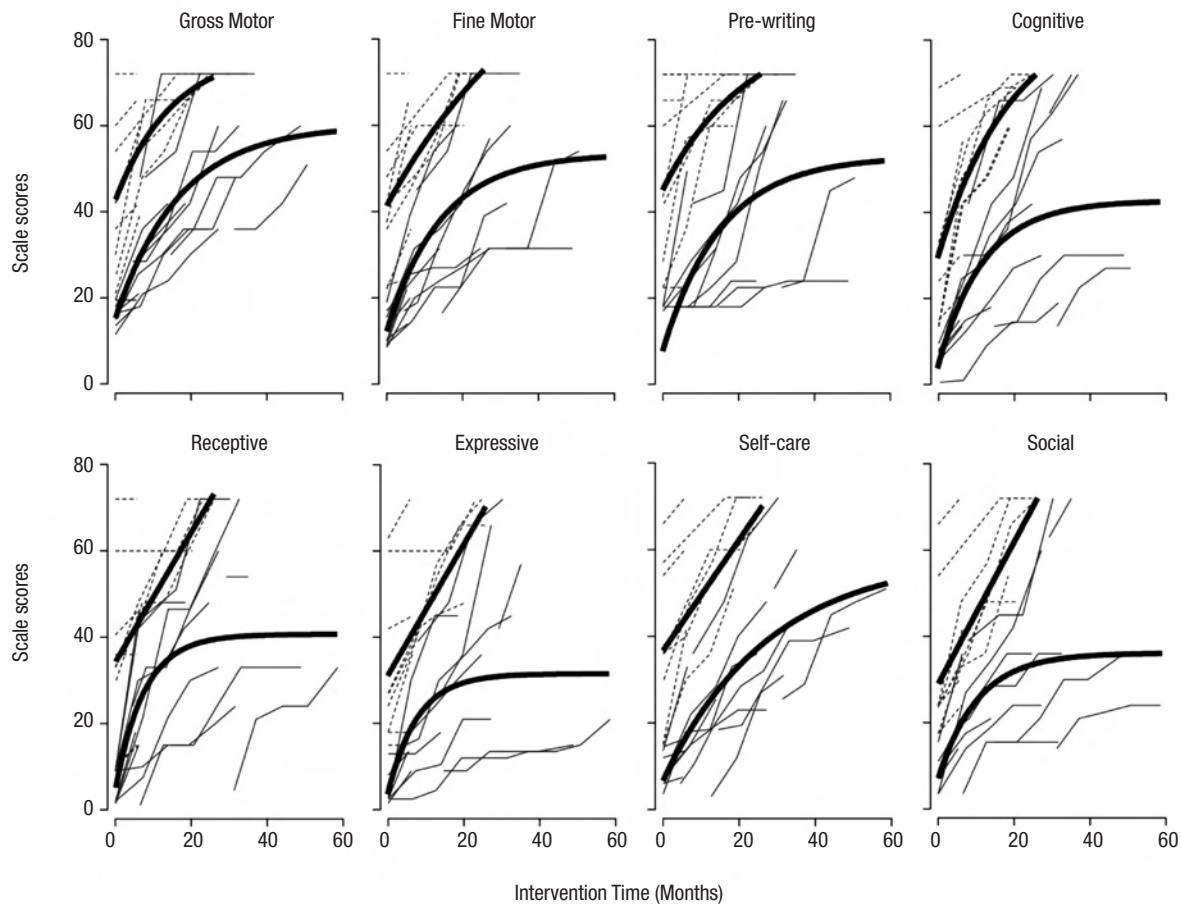 Gross Motor
Fine Motor
Pre-writing
Cognitive
80
60
40
20
0
Scale scores
Receptive
Expressive
Self-care
Social
80
60
40
20
0
Scale scores
0 20 40 60
0 20 40 60
0 20 40 60
0 20 40 60
Intervention Time (Months)